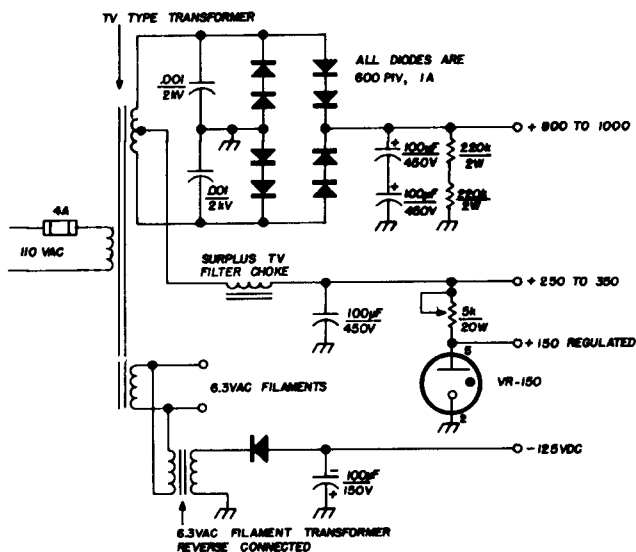 TV TYPE TRANSFORMER
ALL DIODES ARE
600 PIV, 1A
.001
2kV
+ 800 TO 1000
+
100µF
450V
220k
2W
.001
2kV
+
100µF
450V
220k
2W
4A
110 VAC
SURPLUS TV
FILTER CHOKE
+ 250 TO 350
100µF
450V
5k
20W
+ 150 REGULATED
5
VR-150
2
6.3VAC FILAMENTS
-125VDC
-
100µF
150V
+
6.3VAC FILAMENT TRANSFORMER
REVERSE CONNECTED